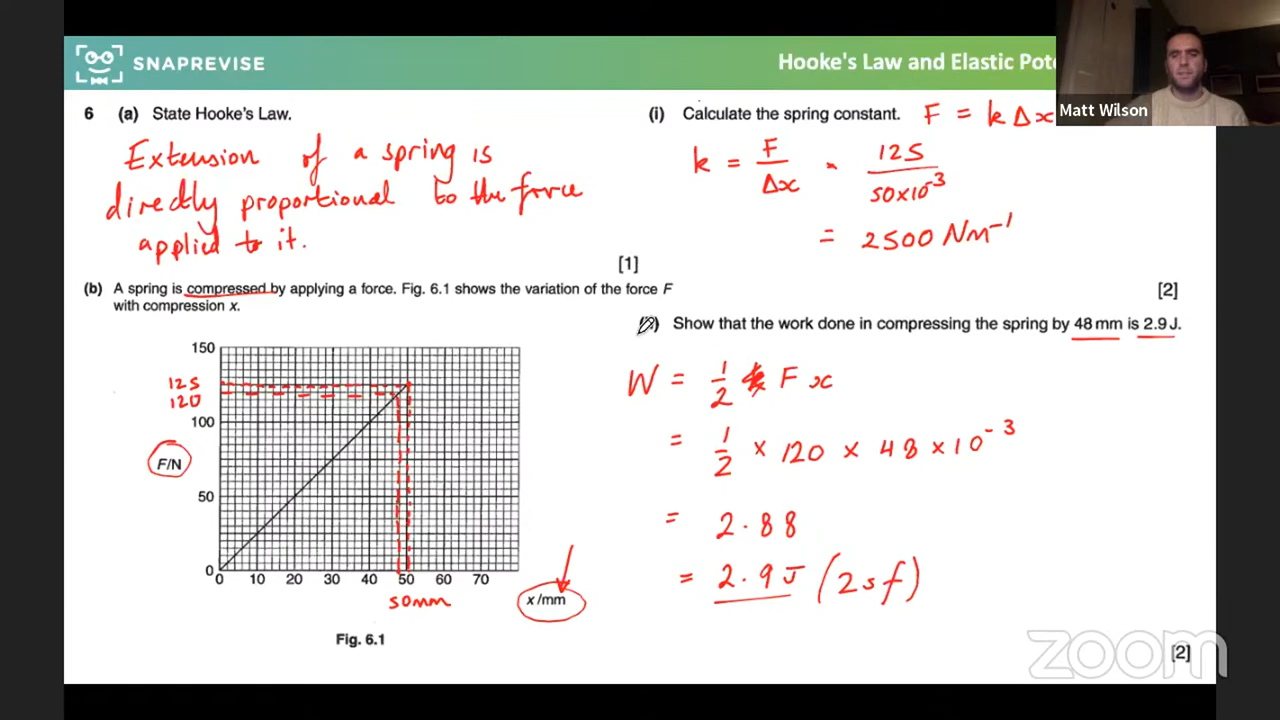 SNAPREVISE
Hooke's Law and Elastic Pote
Matt Wilson
6 (a) State Hooke's Law.
Extension of a spring is
directly proportional to the force
applied to it.
[1]
(b) A spring is compressed by applying a force. Fig. 6.1 shows the variation of the force F
with compression x.
150
125
120
100
F/N
50
0
0 10 20 30 40 50 60 70
50mm
x/mm
Fig. 6.1
(i) Calculate the spring constant. F = k Δx
k = F/Δx = 125/50x10⁻³
= 2500 Nm⁻¹
[2]
Show that the work done in compressing the spring by 48 mm is 2.9 J.
W = 1/2 F x
= 1/2 × 120 × 48 × 10⁻³
= 2.88
= 2.9 J (2sf)
[2]
zoom